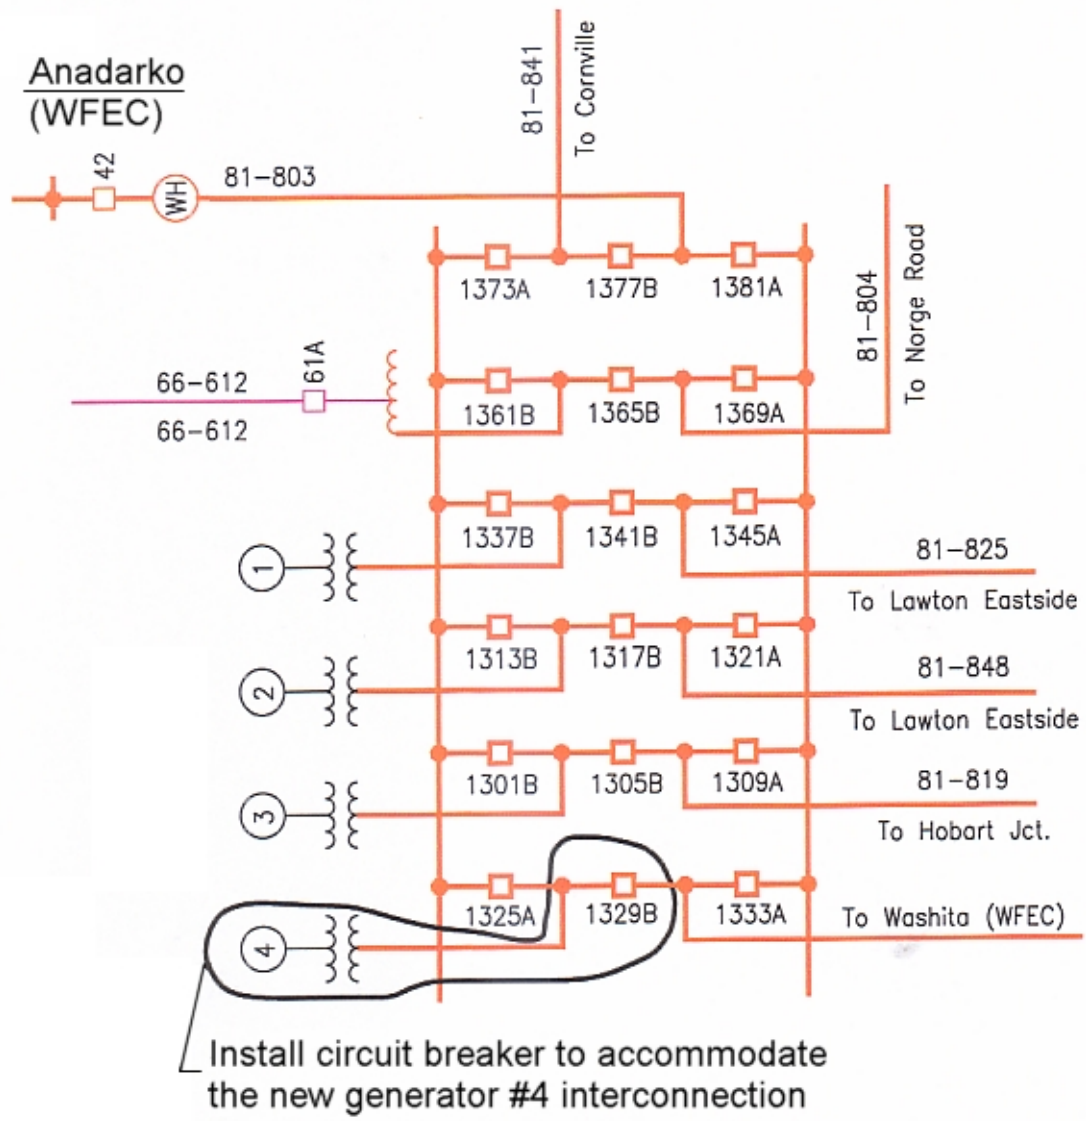 Anadarko
(WFEC)
42
WH
81-803
81-841
To Cornville
1373A
1377B
1381A
81-804
To Norge Road
66-612
66-612
61A
1361B
1365B
1369A
1337B
1341B
1345A
1
81-825
To Lawton Eastside
1313B
1317B
1321A
2
81-848
To Lawton Eastside
1301B
1305B
1309A
3
81-819
To Hobart Jct.
1325A
1329B
1333A
4
To Washita (WFEC)
Install circuit breaker to accommodate
the new generator #4 interconnection